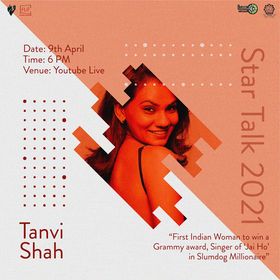 Date: 9th April
Time: 6 PM
Venue: Youtube Live
Star Talk 2021
Tanvi
Shah
“First Indian Woman to win a
Grammy award, Singer of ‘Jai Ho’
in Slumdog Millionaire”